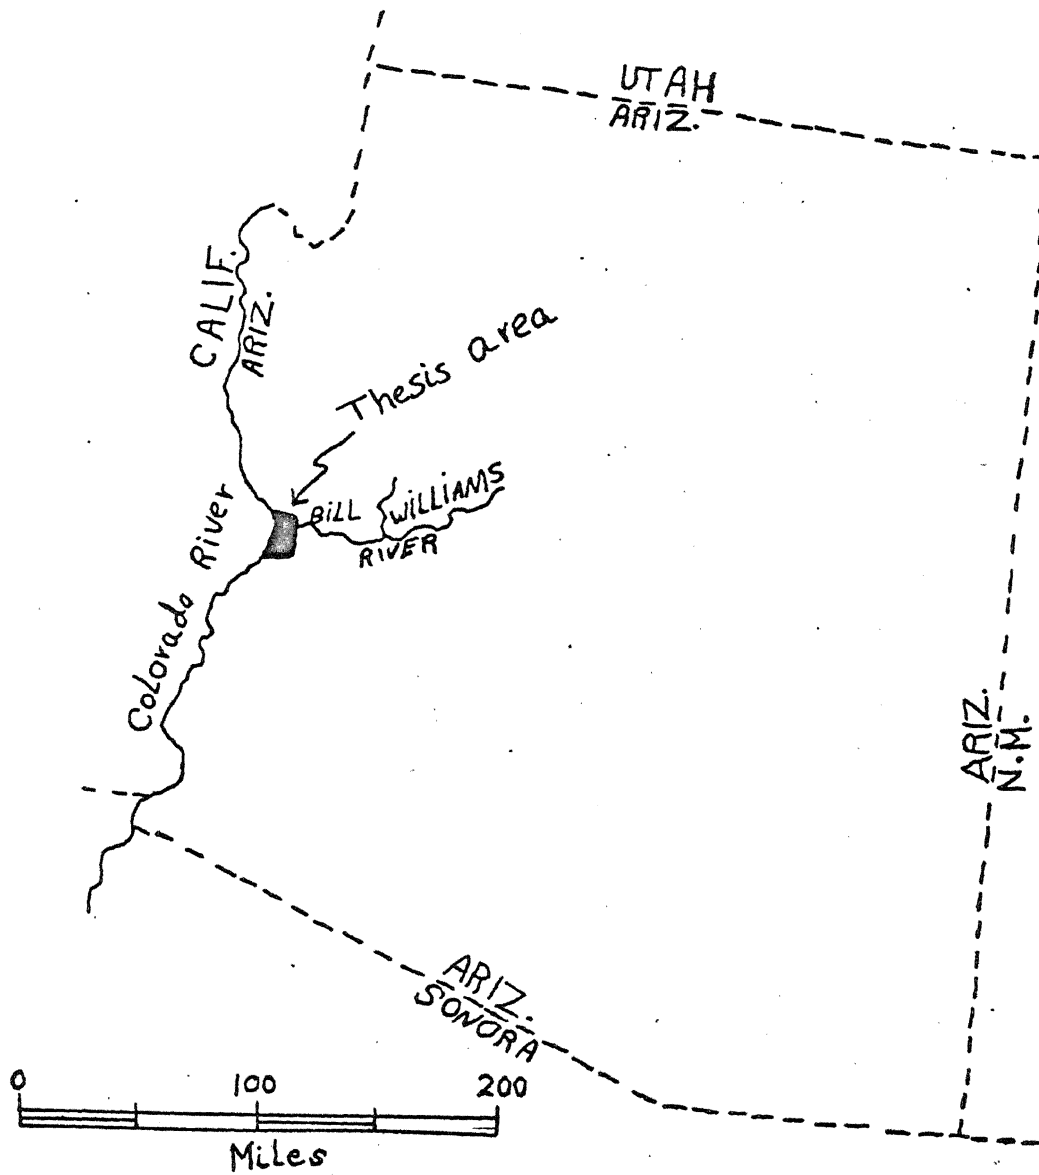 UTAH
ARIZ.
CALIF.
ARIZ.
Thesis area
BILL WILLIAMS
RIVER
Colorado River
ARIZ.
N.M.
ARIZ.
SONORA
0 100 200
Miles